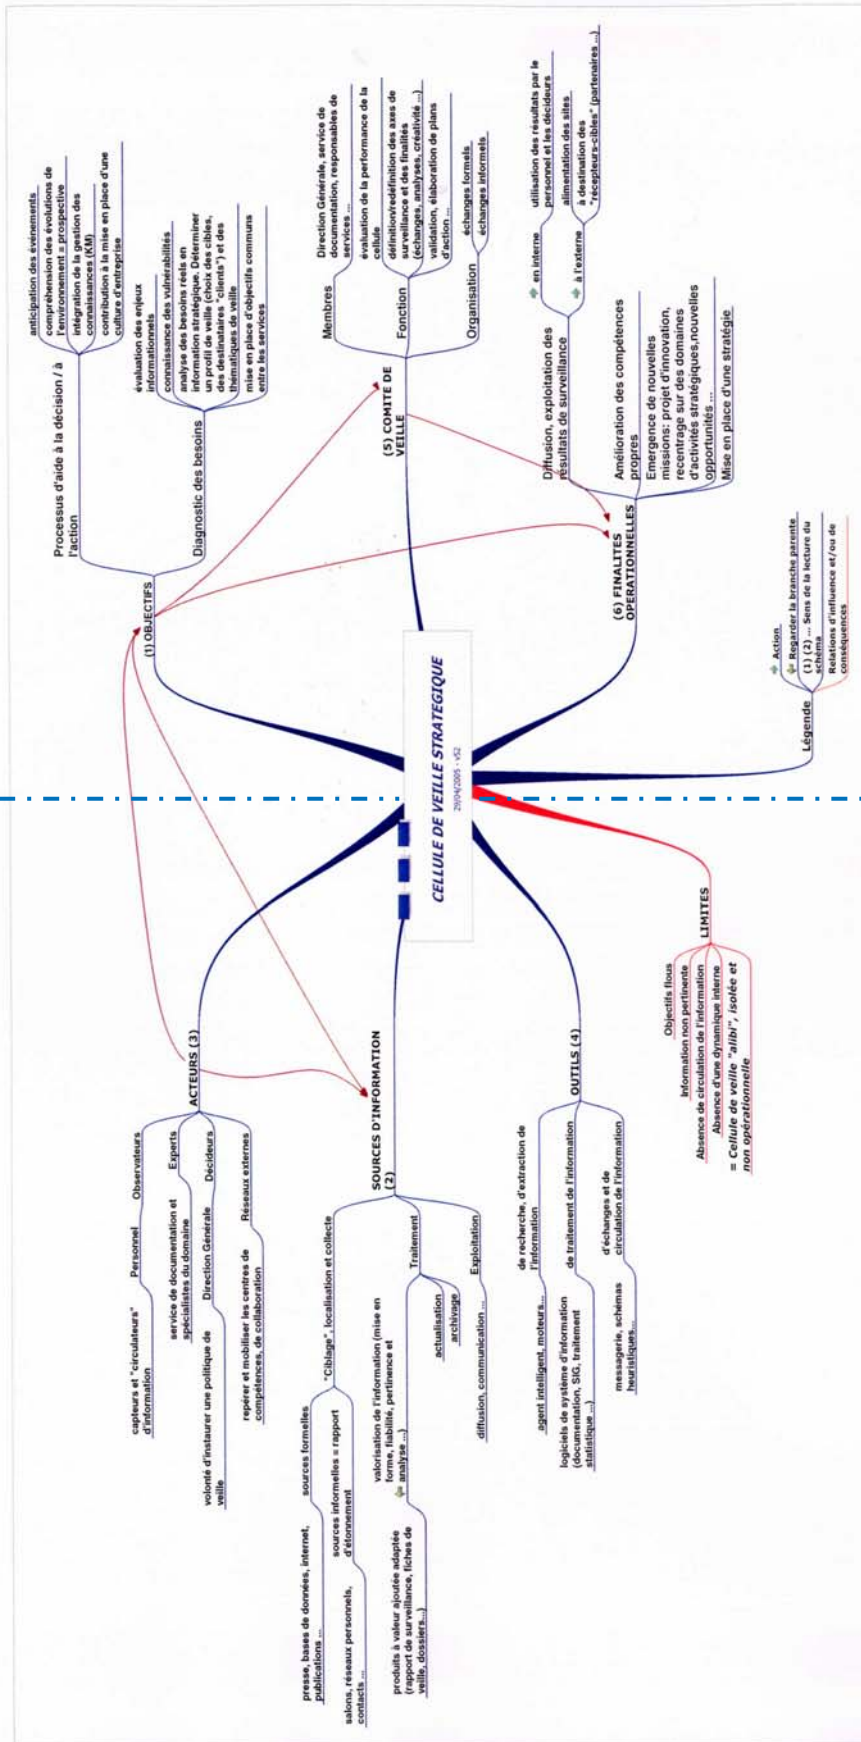 CELLULE DE VEILLE STRATEGIQUE
29/04/2005 - v52
(1) OBJECTIFS
Processus d'aide à la décision / à
l'action
anticipation des événements
compréhension des évolutions de
l'environnement = prospective
intégration de la gestion des
connaissances (KM)
contribution à la mise en place d'une
culture d'entreprise
Diagnostic des besoins
évaluation des enjeux
informationnels
connaissance des vulnérabilités
analyse des besoins réels en
information stratégique. Déterminer
un profil de veille (choix des cibles,
des destinataires "clients") et des
thématiques de veille
mise en place d'objectifs communs
entre les services
SOURCES D'INFORMATION
(2)
"Ciblage", localisation et collecte
sources formelles
presse, bases de données, internet,
publications ...
sources informelles = rapport
d'étonnement
salons, réseaux personnels,
contacts ...
Traitement
valorisation de l'information (mise en
forme, fiabilité, pertinence et
analyse ...)
produits à valeur ajoutée adaptée
(rapport de surveillance, fiches de
veille, dossiers...)
actualisation
archivage
Exploitation
diffusion, communication ...
ACTEURS (3)
Observateurs
Personnel
capteurs et "circulateurs"
d'information
Experts
service de documentation et
spécialistes du domaine
Décideurs
Direction Générale
volonté d'instaurer une politique de
veille
Réseaux externes
repérer et mobiliser les centres de
compétences, de collaboration
OUTILS (4)
de recherche, d'extraction de
l'information
agent intelligent, moteurs...
de traitement de l'information
logiciels de système d'information
(documentation, SIG, traitement
statistique ...)
d'échanges et de
circulation de l'information
messagerie, schémas
heuristiques...
(5) COMITE DE
VEILLE
Membres
Direction Générale, service de
documentation, responsables de
services ...
Fonction
évaluation de la performance de la
cellule
définition/redéfinition des axes de
surveillance et des finalités
(échanges, analyses, créativité ...)
validation, élaboration de plans
d'action ...
Organisation
échanges formels
échanges informels
(6) FINALITES
OPERATIONNELLES
Diffusion, exploitation des
résultats de surveillance
en interne
utilisation des résultats par le
personnel et les décideurs
à l'externe
alimentation des sites
à destination des
"récepteurs-cibles" (partenaires ...)
Amélioration des compétences
propres
Emergence de nouvelles
missions: projet d'innovation,
recentrage sur des domaines
d'activités stratégiques,nouvelles
opportunités ...
Mise en place d'une stratégie
LIMITES
Objectifs flous
Information non pertinente
Absence de circulation de l'information
Absence d'une dynamique interne
= Cellule de veille "alibi", isolée et
non opérationnelle
Légende
Action
Regarder la branche parente
(1) (2) ... Sens de la lecture du
schéma
Relations d'influence et/ou de
conséquences